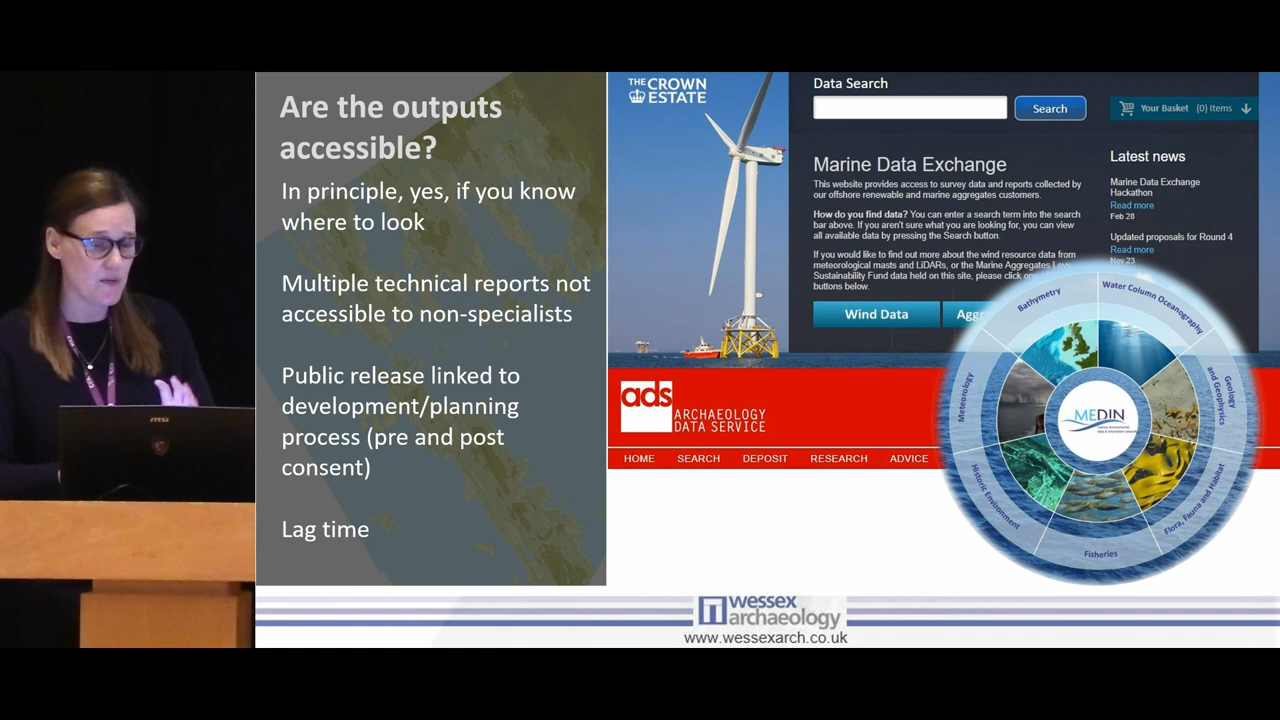 Are the outputs
accessible?
In principle, yes, if you know
where to look
Multiple technical reports not
accessible to non-specialists
Public release linked to
development/planning
process (pre and post
consent)
Lag time
THE CROWN
ESTATE
Data Search
Search
Your Basket (0) Items
Marine Data Exchange
This website provides access to survey data and reports collected by
our offshore renewable and marine aggregates customers.
How do you find data? You can enter a search term into the search
bar above. If you aren't sure what you are looking for, you can view
all available data by pressing the Search button.
If you would like to find out more about the wind resource data from
meteorological masts and LiDARs, or the Marine Aggregates Levy
Sustainability Fund data held on this site, please click one
buttons below.
Wind Data
Aggr
Latest news
Marine Data Exchange
Hackathon
Read more
Feb 28
Updated proposals for Round 4
Read more
Nov 23
ads
ARCHAEOLOGY
DATA SERVICE
HOME SEARCH DEPOSIT RESEARCH ADVICE
Bathymetry
Water Column Oceanography
Geology
and Geophysics
Flora, Fauna and Habitat
Fisheries
Historic Environment
Meteorology
MEDIN
msi
wessex
archaeology
www.wessexarch.co.uk